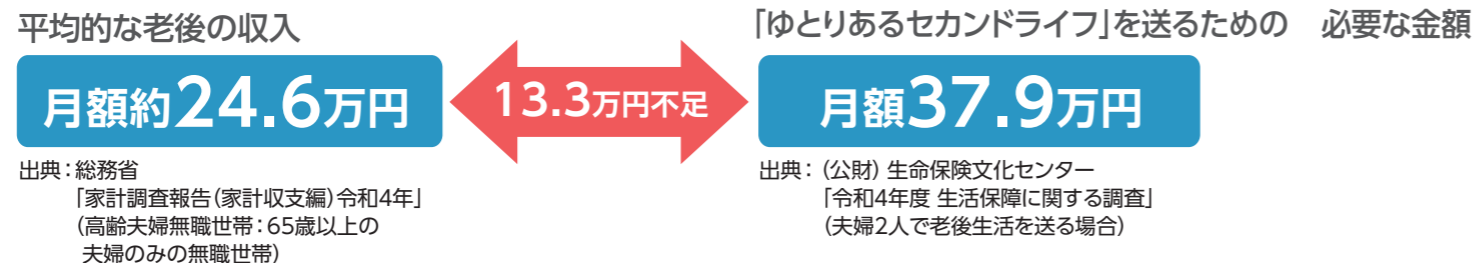 平均的な老後の収入
月額約24.6万円
出典：総務省
「家計調査報告（家計収支編）令和4年」
（高齢夫婦無職世帯：65歳以上の
夫婦のみの無職世帯）
13.3万円不足
「ゆとりあるセカンドライフ」を送るための　必要な金額
月額37.9万円
出典：（公財）生命保険文化センター
「令和4年度 生活保障に関する調査」
（夫婦2人で老後生活を送る場合）